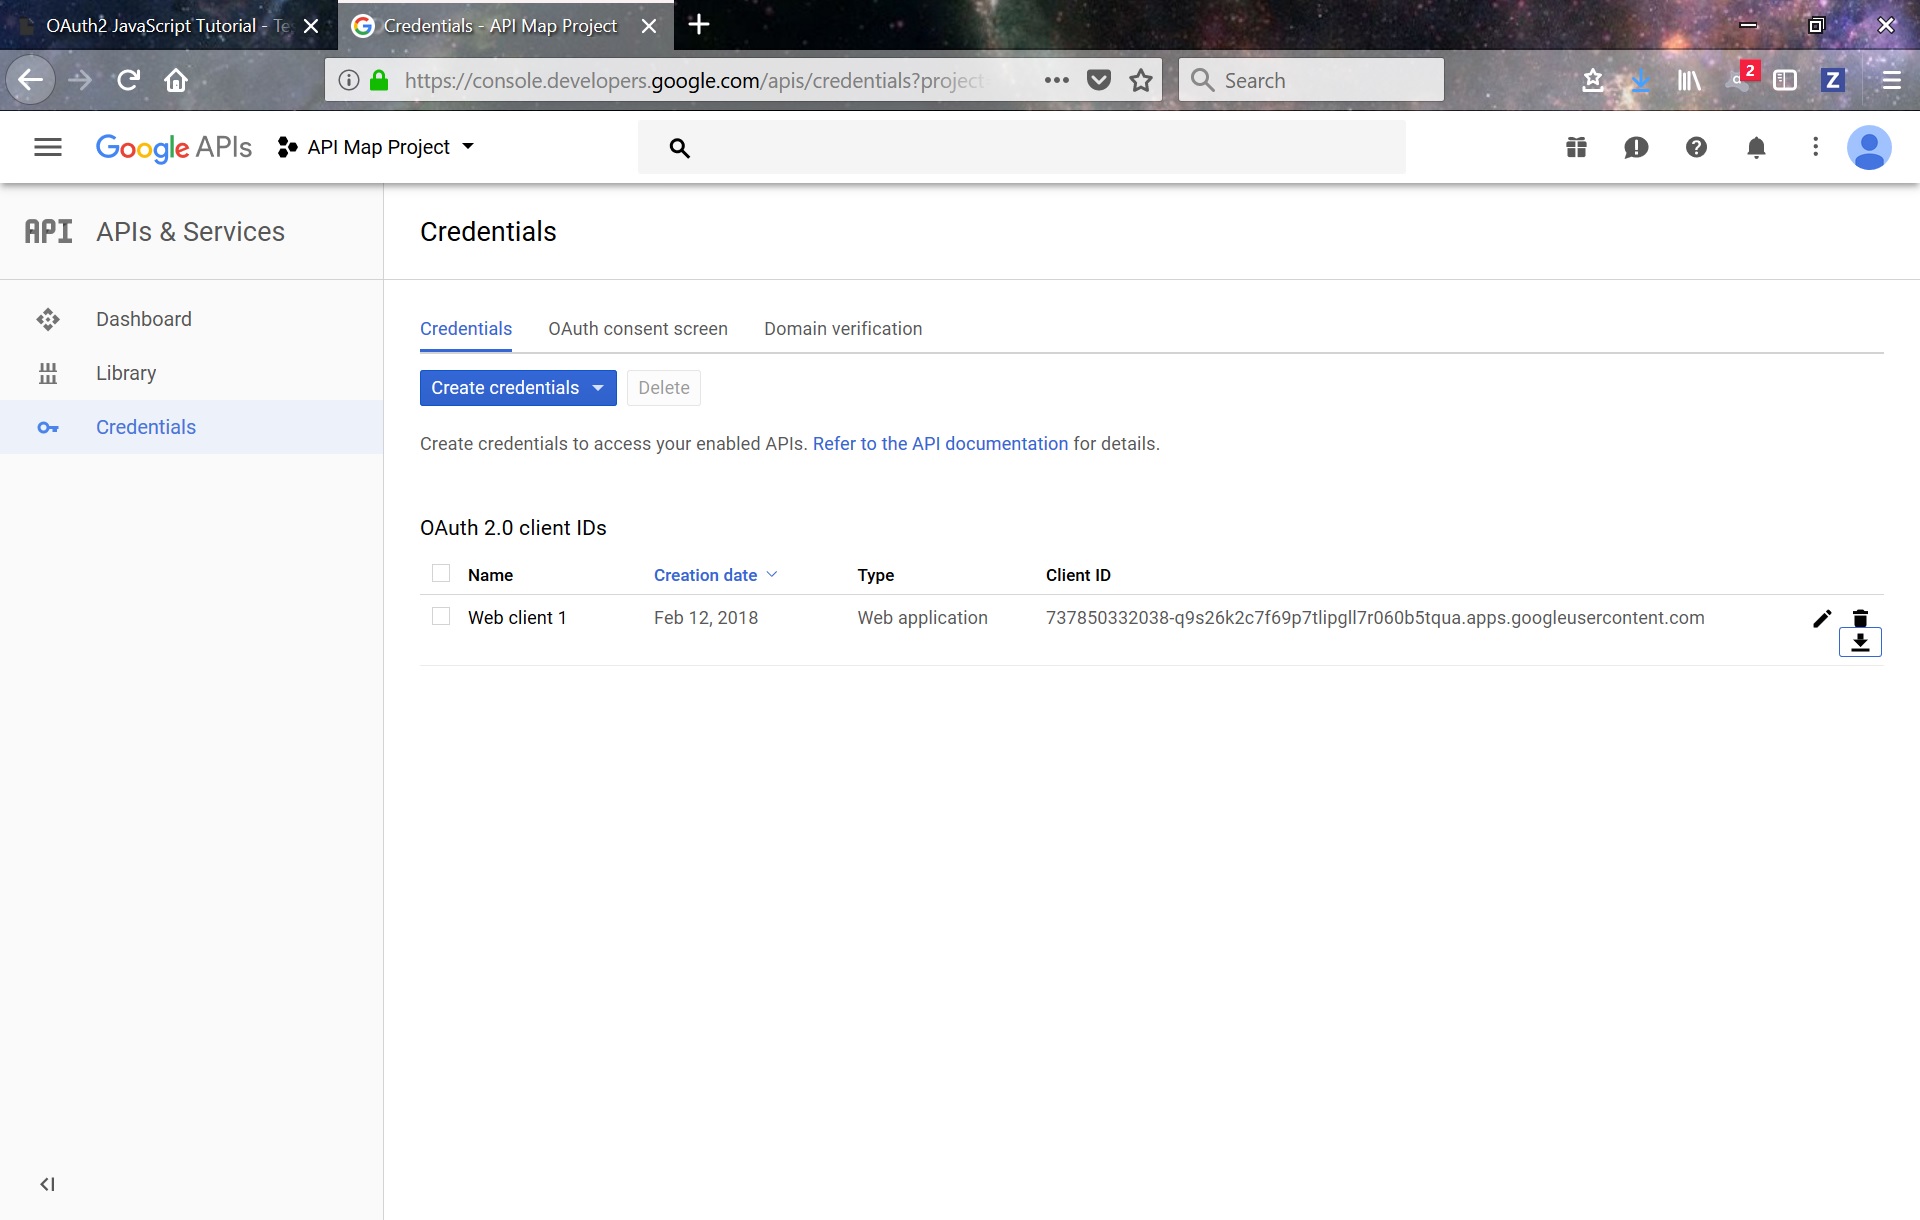 OAuth2 JavaScript Tutorial - Te
Credentials - API Map Project
https://console.developers.google.com/apis/credentials?project
Search
2
Z
Google APIs
API Map Project
API
APIs & Services
Credentials
Dashboard
Library
Credentials
Credentials
OAuth consent screen
Domain verification
Create credentials
Delete
Create credentials to access your enabled APIs. Refer to the API documentation for details.
OAuth 2.0 client IDs
Name
Creation date
Type
Client ID
Web client 1
Feb 12, 2018
Web application
737850332038-q9s26k2c7f69p7tlipgll7r060b5tqua.apps.googleusercontent.com